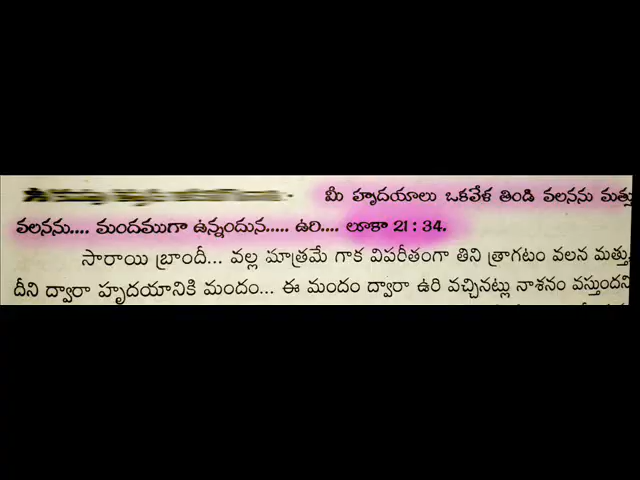 మీ హృదయాలు ఒకవేళ తిండి వలనను మత్తు
వలనను.... మందముగా ఉన్నందున..... ఉరి.... లూకా 21 : 34.
సారాయి బ్రాందీ... వల్ల మాత్రమే గాక విపరీతంగా తిని త్రాగటం వలన మత్తు,
దీని ద్వారా హృదయానికి మందం... ఈ మందం ద్వారా ఉరి వచ్చినట్లు నాశనం వస్తుందని